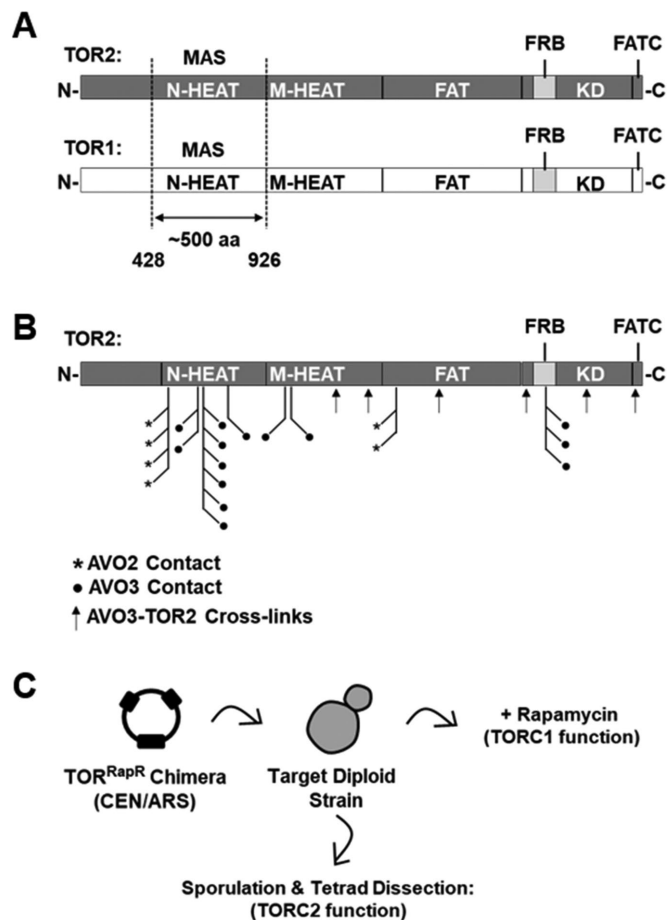 A
TOR2:
MAS
FRB
FATC
N-
N-HEAT
M-HEAT
FAT
KD
-C
TOR1:
MAS
FRB
FATC
N-
N-HEAT
M-HEAT
FAT
KD
-C
~500 aa
428
926
B
TOR2:
FRB
FATC
N-
N-HEAT
M-HEAT
FAT
KD
-C
* AVO2 Contact
● AVO3 Contact
↑ AVO3-TOR2 Cross-links
C
TOR^RapR Chimera
(CEN/ARS)
Target Diploid
Strain
+ Rapamycin
(TORC1 function)
Sporulation & Tetrad Dissection:
(TORC2 function)